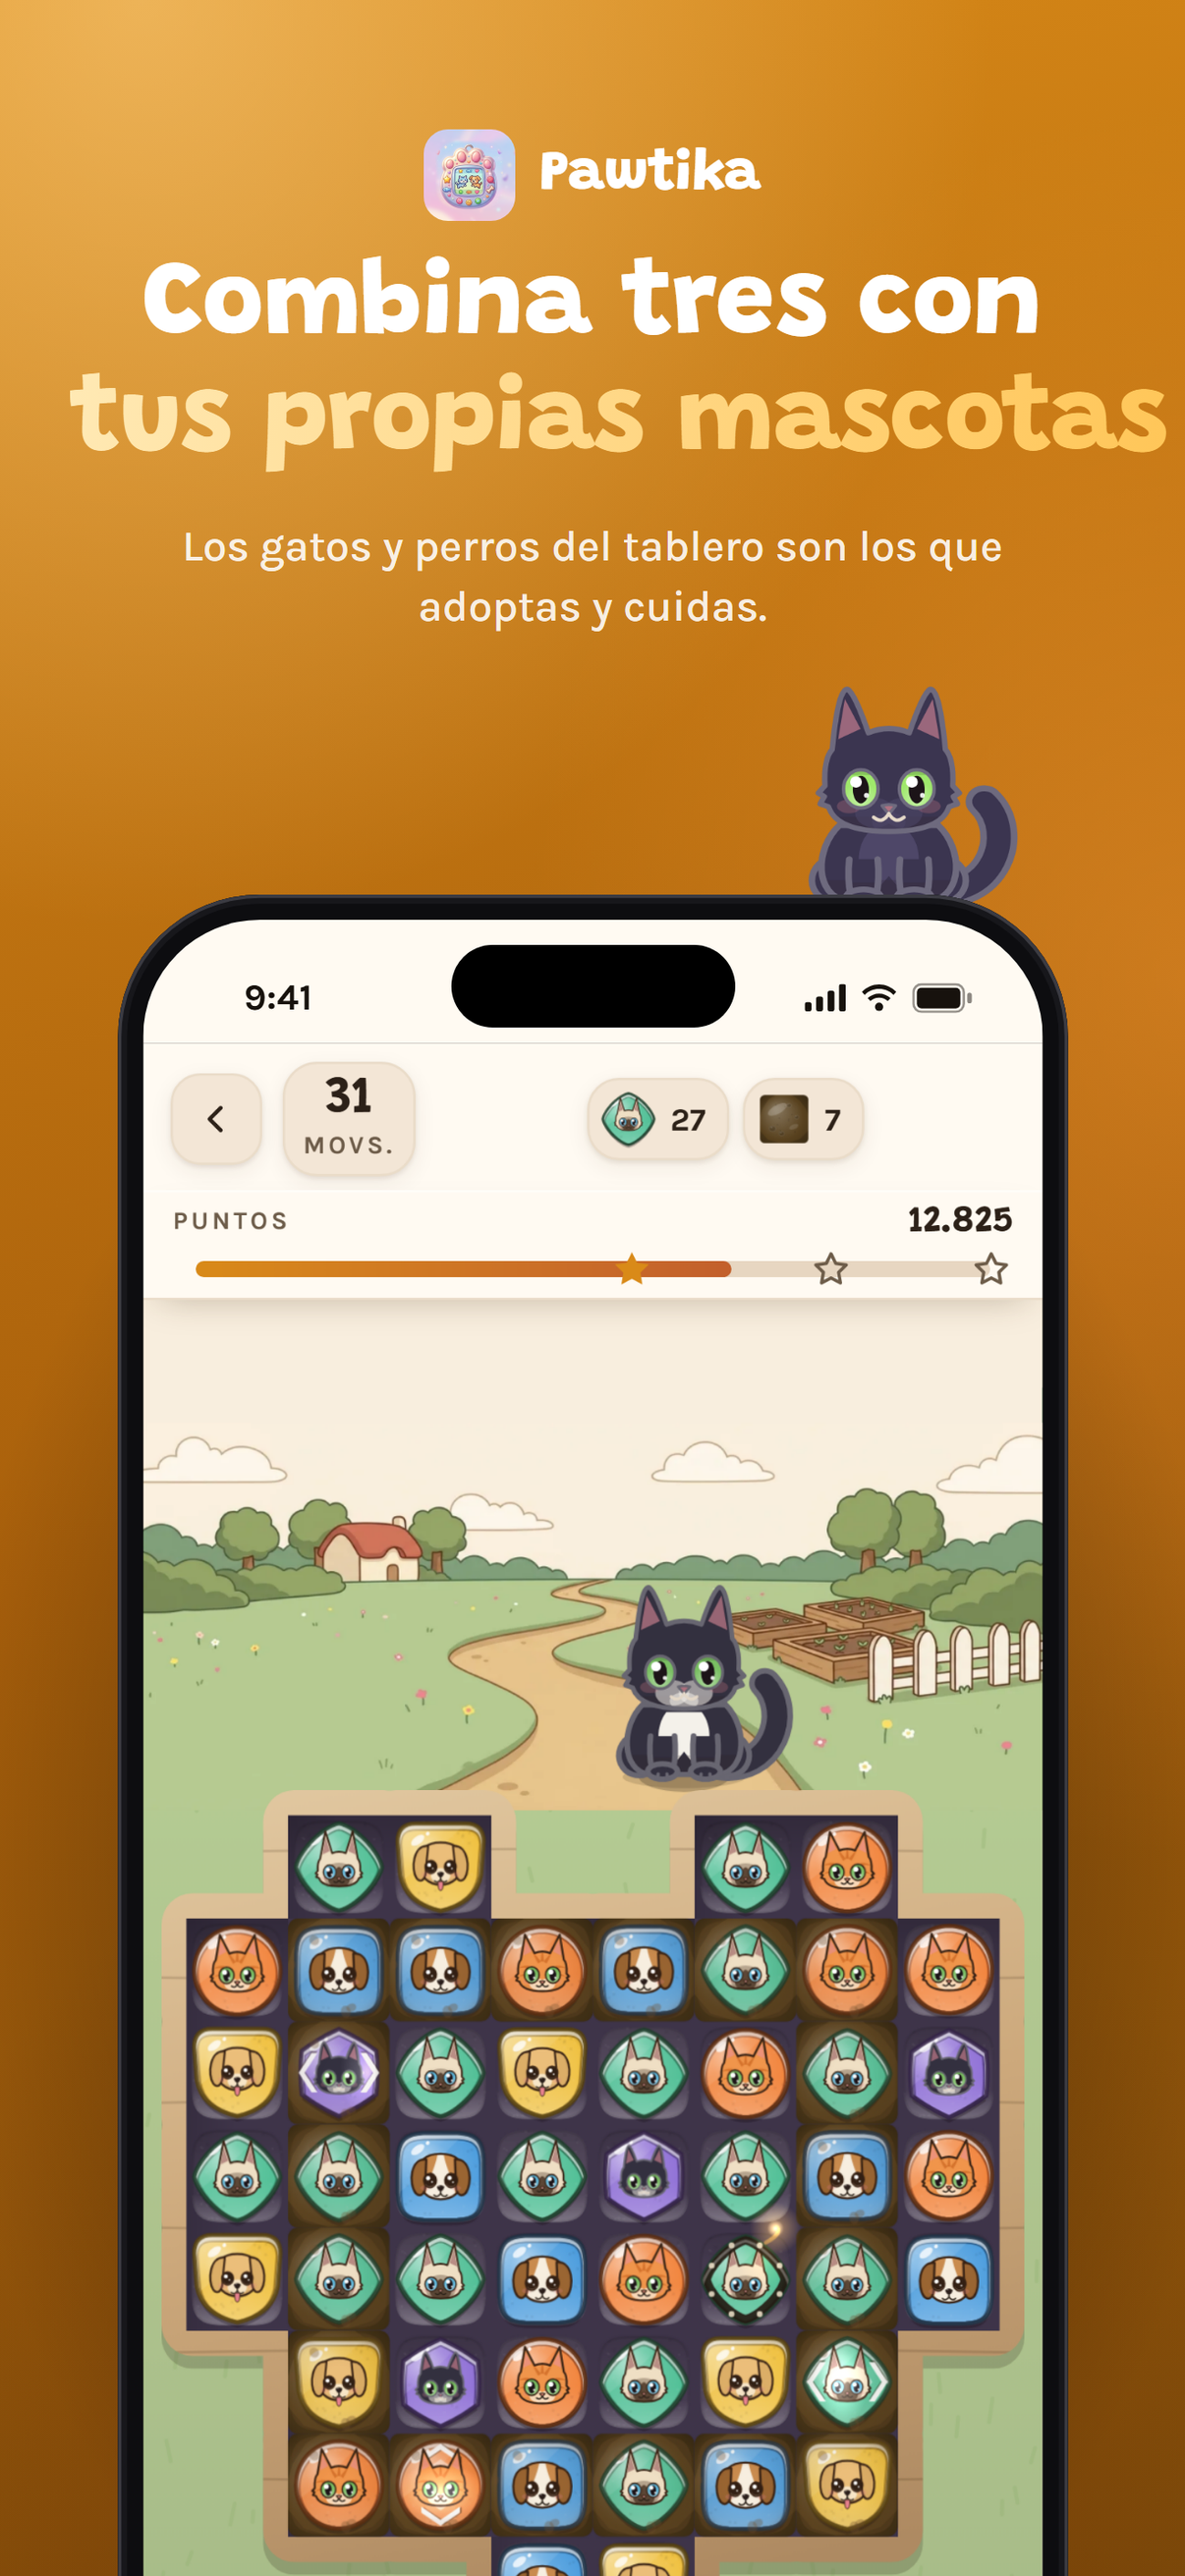 Pawtika
Combina tres con
tus propias mascotas
Los gatos y perros del tablero son los que
adoptas y cuidas.
9:41
31
MOVS.
27
7
PUNTOS
12.825